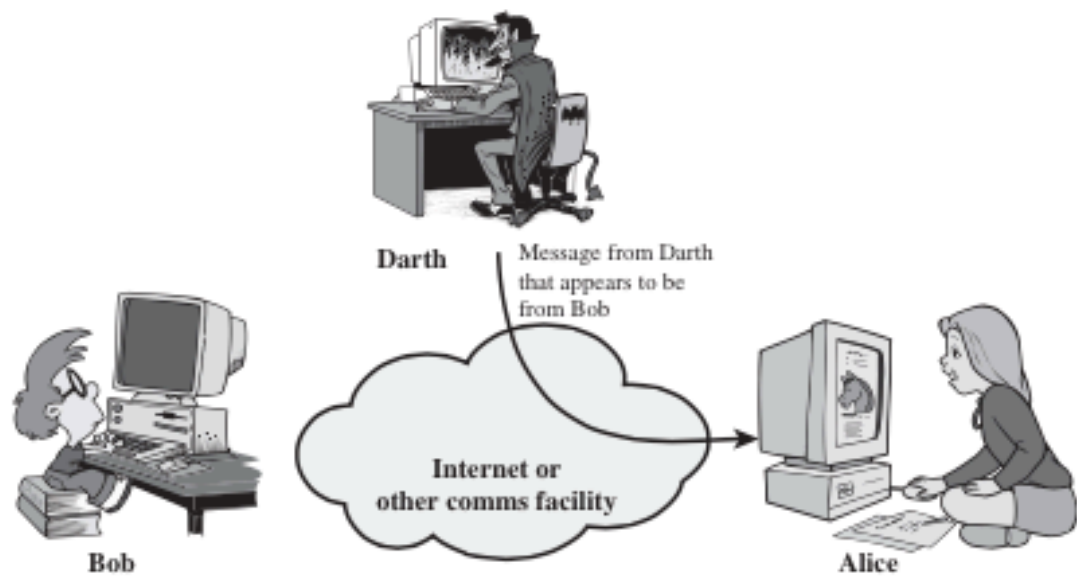 Darth
Message from Darth
that appears to be
from Bob
Internet or
other comms facility
Bob
Alice